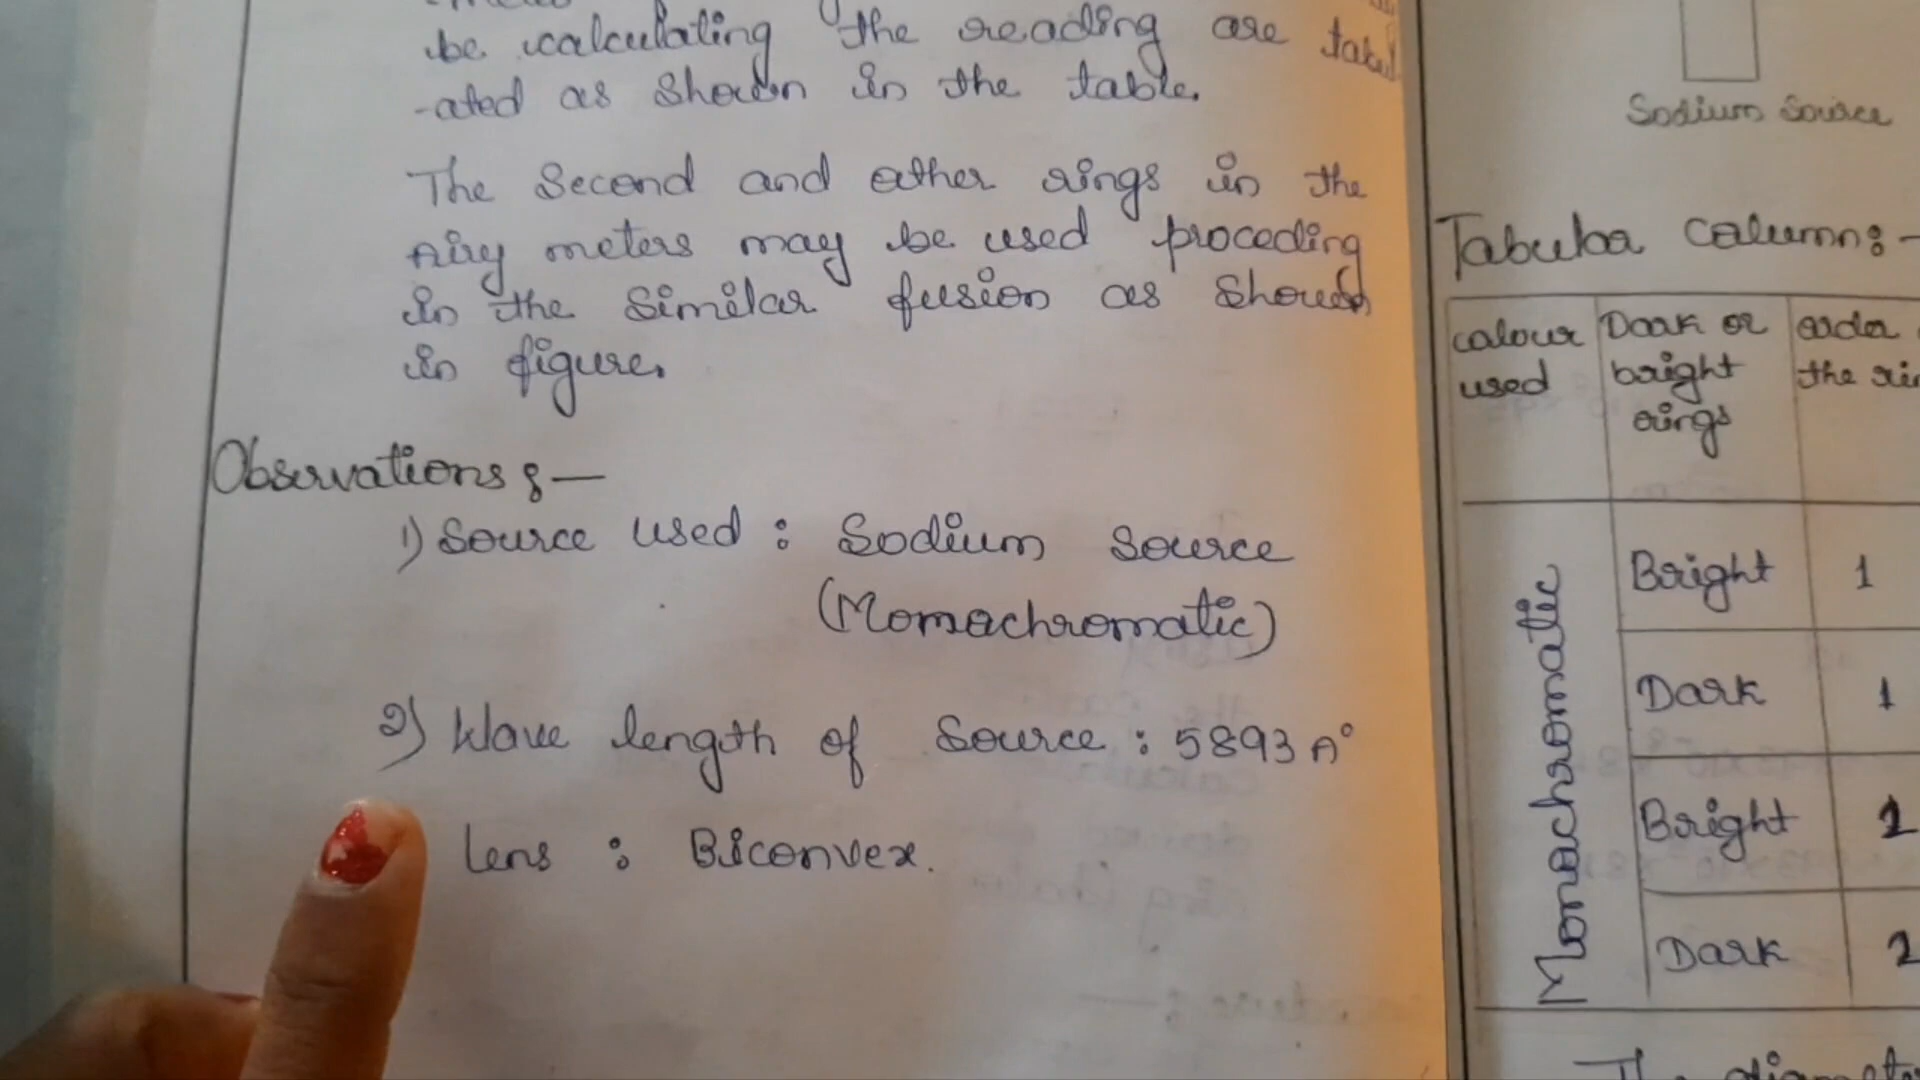 be calculating the reading are tabul
-ated as shown in the table.
The Second and other rings in the
Airy meters may be used proceding
in the similar fusion as shown
in figure.
Observations :—
1) Source used : Sodium Source
(Momochromatic)
2) Wave length of Source : 5893 A°
lens : Biconvex.
Sodium Source
Tabula Column :-
colour used
Dark or bright rings
order
the
Monochromatic
Bright 1
Dark 1
Bright 2
Dark 2